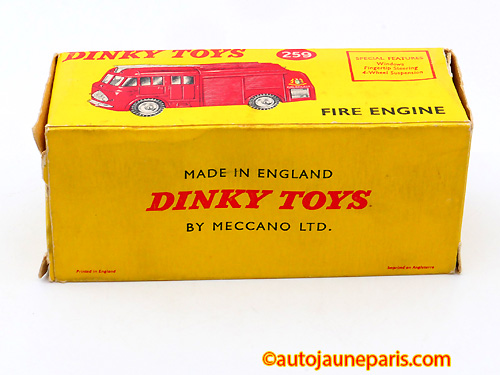 DINKY TOYS
259
SPECIAL FEATURES
Windows
Fingertip Steering
4-Wheel Suspension
FIRE ENGINE
MADE IN ENGLAND
DINKY TOYS
BY MECCANO LTD.
Printed in England
Imprimé en Angleterre
©autojauneparis.com